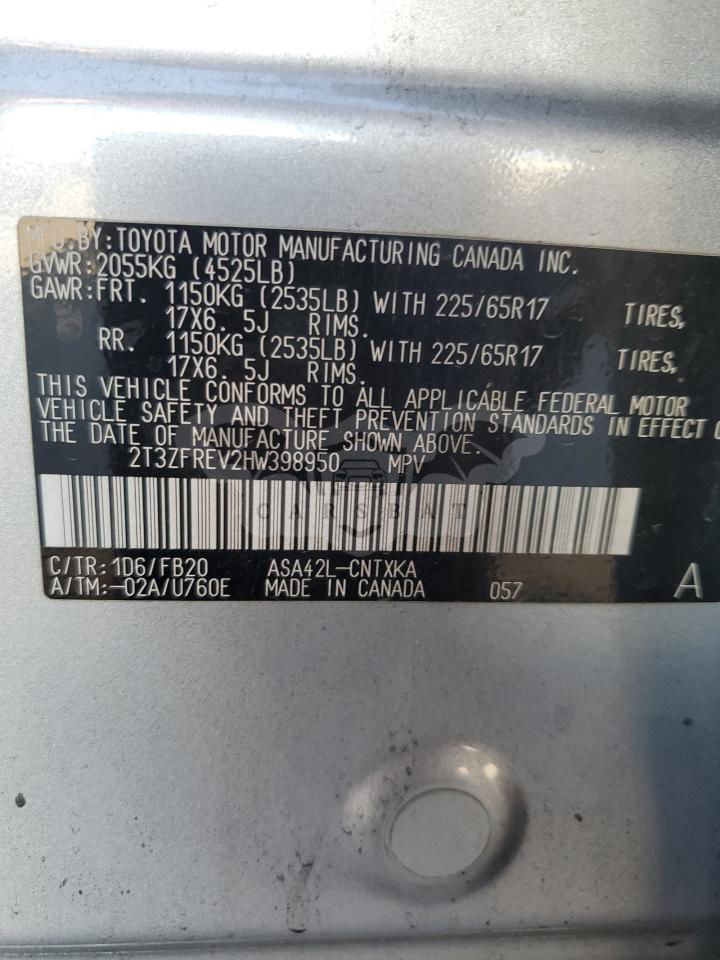 MFD.BY:TOYOTA MOTOR MANUFACTURING CANADA INC.
GVWR:2055KG (4525LB)
GAWR:FRT. 1150KG (2535LB) WITH 225/65R17 TIRES,
17X6. 5J RIMS.
RR. 1150KG (2535LB) WITH 225/65R17 TIRES,
17X6. 5J RIMS.
THIS VEHICLE CONFORMS TO ALL APPLICABLE FEDERAL MOTOR
VEHICLE SAFETY AND THEFT PREVENTION STANDARDS IN EFFECT
THE DATE OF MANUFACTURE SHOWN ABOVE.
2T3ZFREV2HW398950 MPV
CARSBAT
C/TR:1D6/FB20 ASA42L-CNTXKA
A/TM:-02A/U760E MADE IN CANADA 057 A